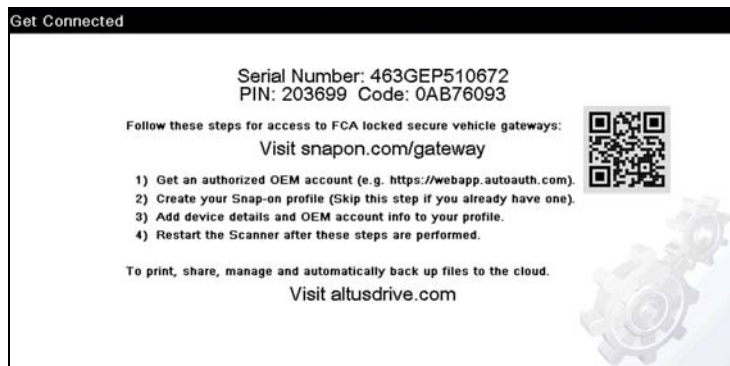 Get Connected
Serial Number: 463GEP510672
PIN: 203699 Code: 0AB76093
Follow these steps for access to FCA locked secure vehicle gateways:
Visit snapon.com/gateway
1) Get an authorized OEM account (e.g. https://webapp.autoauth.com).
2) Create your Snap-on profile (Skip this step if you already have one).
3) Add device details and OEM account info to your profile.
4) Restart the Scanner after these steps are performed.
To print, share, manage and automatically back up files to the cloud.
Visit altusdrive.com